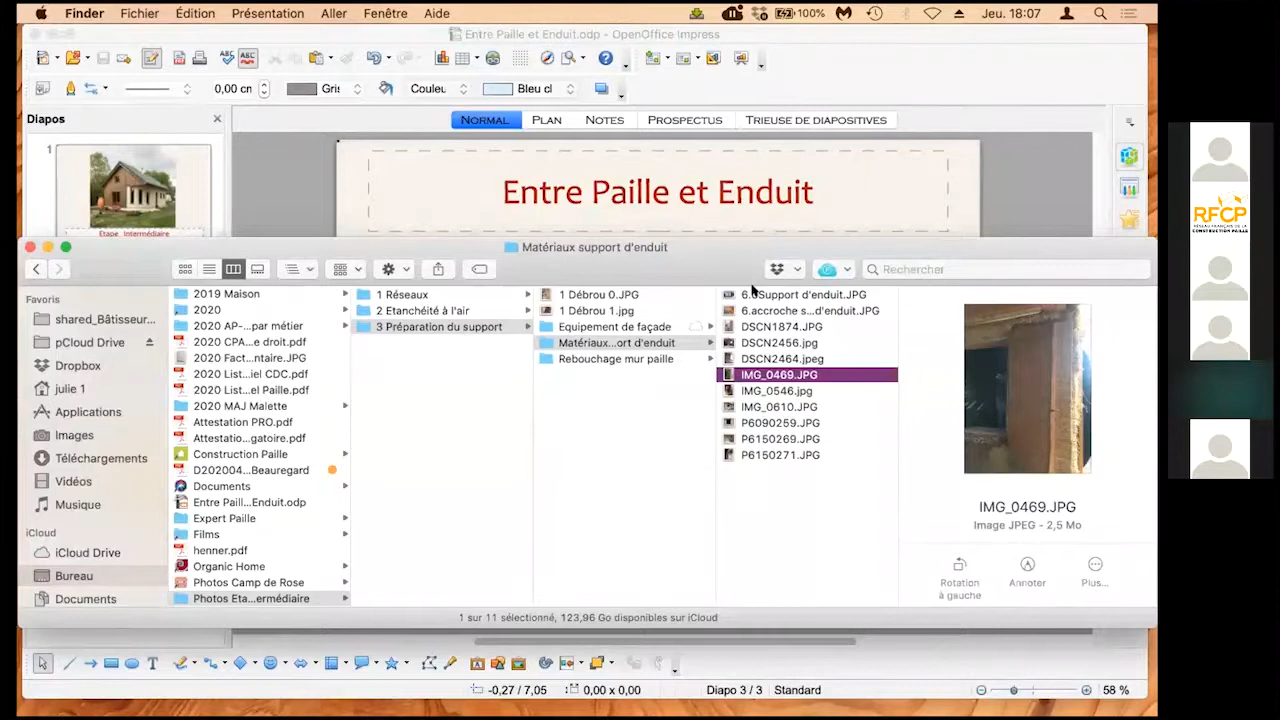 Finder Fichier Édition Présentation Aller Fenêtre Aide 100% Jeu. 18:07
Entre Paille et Enduit.odp - OpenOffice Impress
0,00 cm Gris Couleu Bleu cl
Diapos
NORMAL PLAN NOTES PROSPECTUS TRIEUSE DE DIAPOSITIVES
1
Entre Paille et Enduit
Etape Intermédiaire
Matériaux support d'enduit
Rechercher
Favoris
shared_Bâtisseur...
pCloud Drive
Dropbox
julie 1
Applications
Images
Téléchargements
Vidéos
Musique
iCloud
iCloud Drive
Bureau
Documents
2019 Maison
2020
2020 AP-...par métier
2020 CPA...e droit.pdf
2020 Fact...ntaire.JPG
2020 List...iel CDC.pdf
2020 List...el Paille.pdf
2020 MAJ Malette
Attestation PRO.pdf
Attestatio...gatoire.pdf
Construction Paille
D202004...Beauregard
Documents
Entre Paill...Enduit.odp
Expert Paille
Films
henner.pdf
Organic Home
Photos Camp de Rose
Photos Eta...ermédiaire
1 Réseaux
2 Etanchéité à l'air
3 Préparation du support
1 Débrou 0.JPG
1 Débrou 1.jpg
Equipement de façade
Matériaux...ort d'enduit
Rebouchage mur paille
Support d'enduit.JPG
6.accroche s...d'enduit.JPG
DSCN1874.JPG
DSCN2456.jpg
DSCN2464.jpeg
IMG_0469.JPG
IMG_0546.jpg
IMG_0610.JPG
P6090259.JPG
P6150269.JPG
P6150271.JPG
IMG_0469.JPG
Image JPEG - 2,5 Mo
Rotation
à gauche
Annoter
Plus...
1 sur 11 sélectionné, 123,96 Go disponibles sur iCloud
-0,27 / 7,05 0,00 x 0,00 Diapo 3 / 3 Standard 58 %
RFCP
RÉSEAU FRANÇAIS DE LA
CONSTRUCTION PAILLE